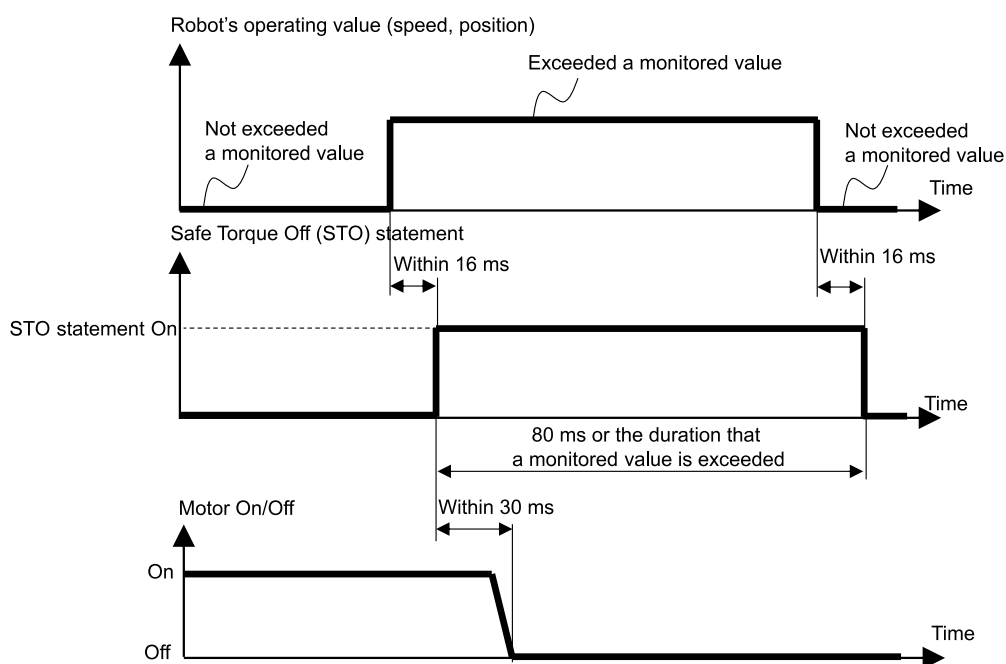 Robot's operating value (speed, position)
Exceeded a monitored value
Not exceeded
a monitored value
Not exceeded
a monitored value
Time
Safe Torque Off (STO) statement
Within 16 ms
Within 16 ms
STO statement On
Time
80 ms or the duration that
a monitored value is exceeded
Motor On/Off
Within 30 ms
On
Time
Off